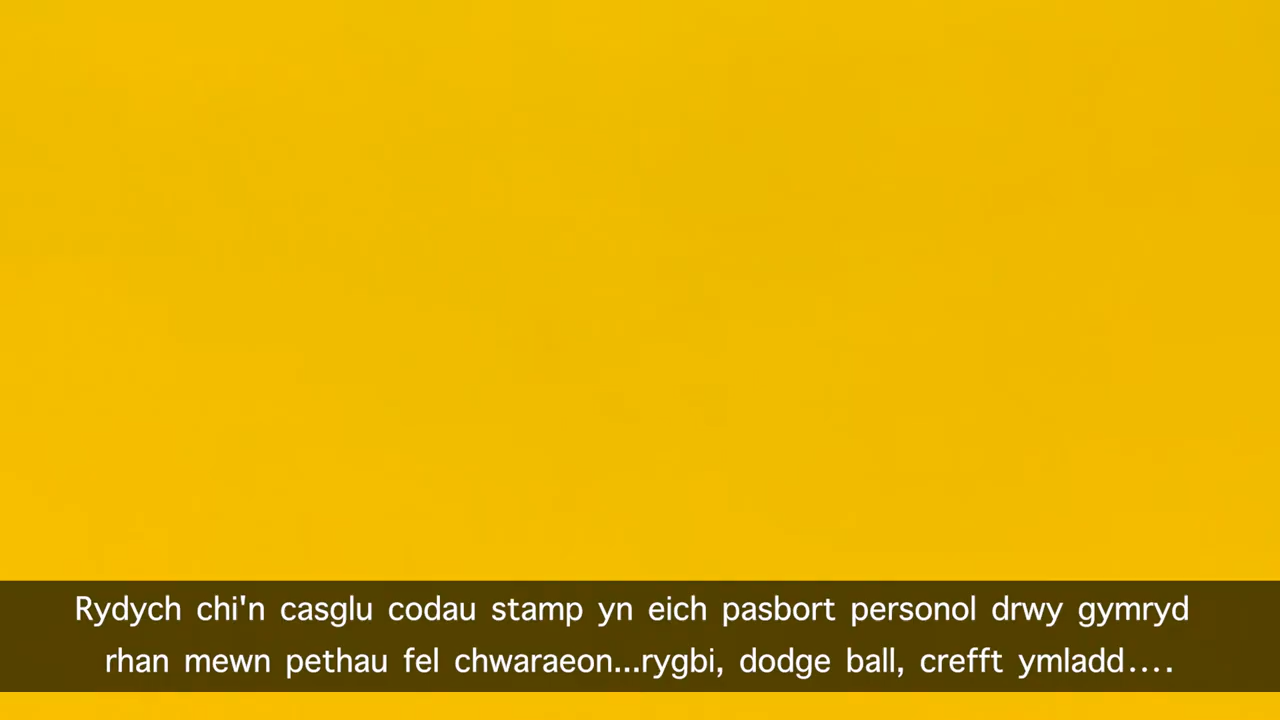 Rydych chi'n casglu codau stamp yn eich pasbort personol drwy gymryd
rhan mewn pethau fel chwaraeon...rygbi, dodge ball, crefft ymladd....